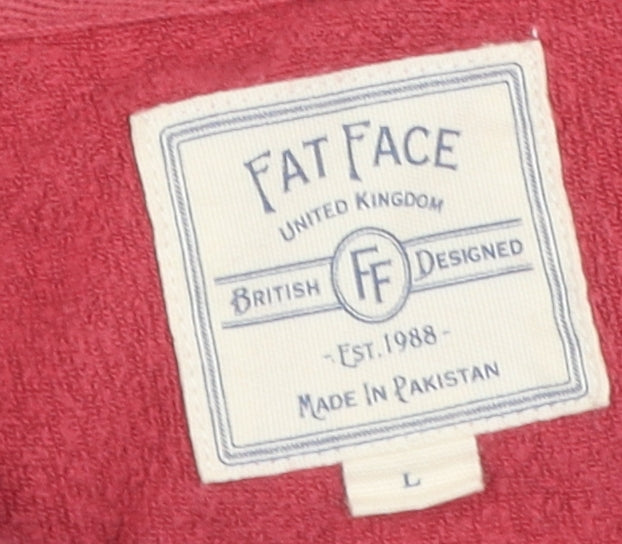 FAT FACE
UNITED KINGDOM
BRITISH FF DESIGNED
- EST. 1988 -
MADE IN PAKISTAN
L